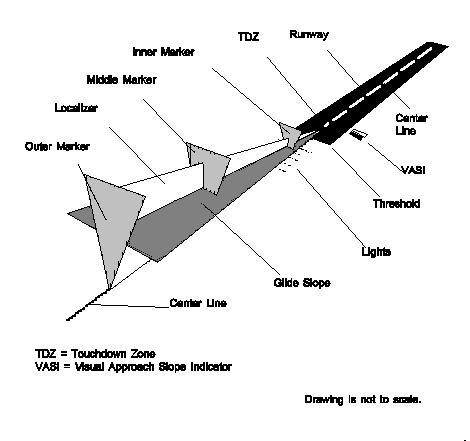 TDZ
Runway
Inner Marker
Middle Marker
Localizer
Outer Marker
Center
Line
VASI
Threshold
Lights
Glide Slope
Center Line
TDZ = Touchdown Zone
VASI = Visual Approach Slope Indicator
Drawing is not to scale.